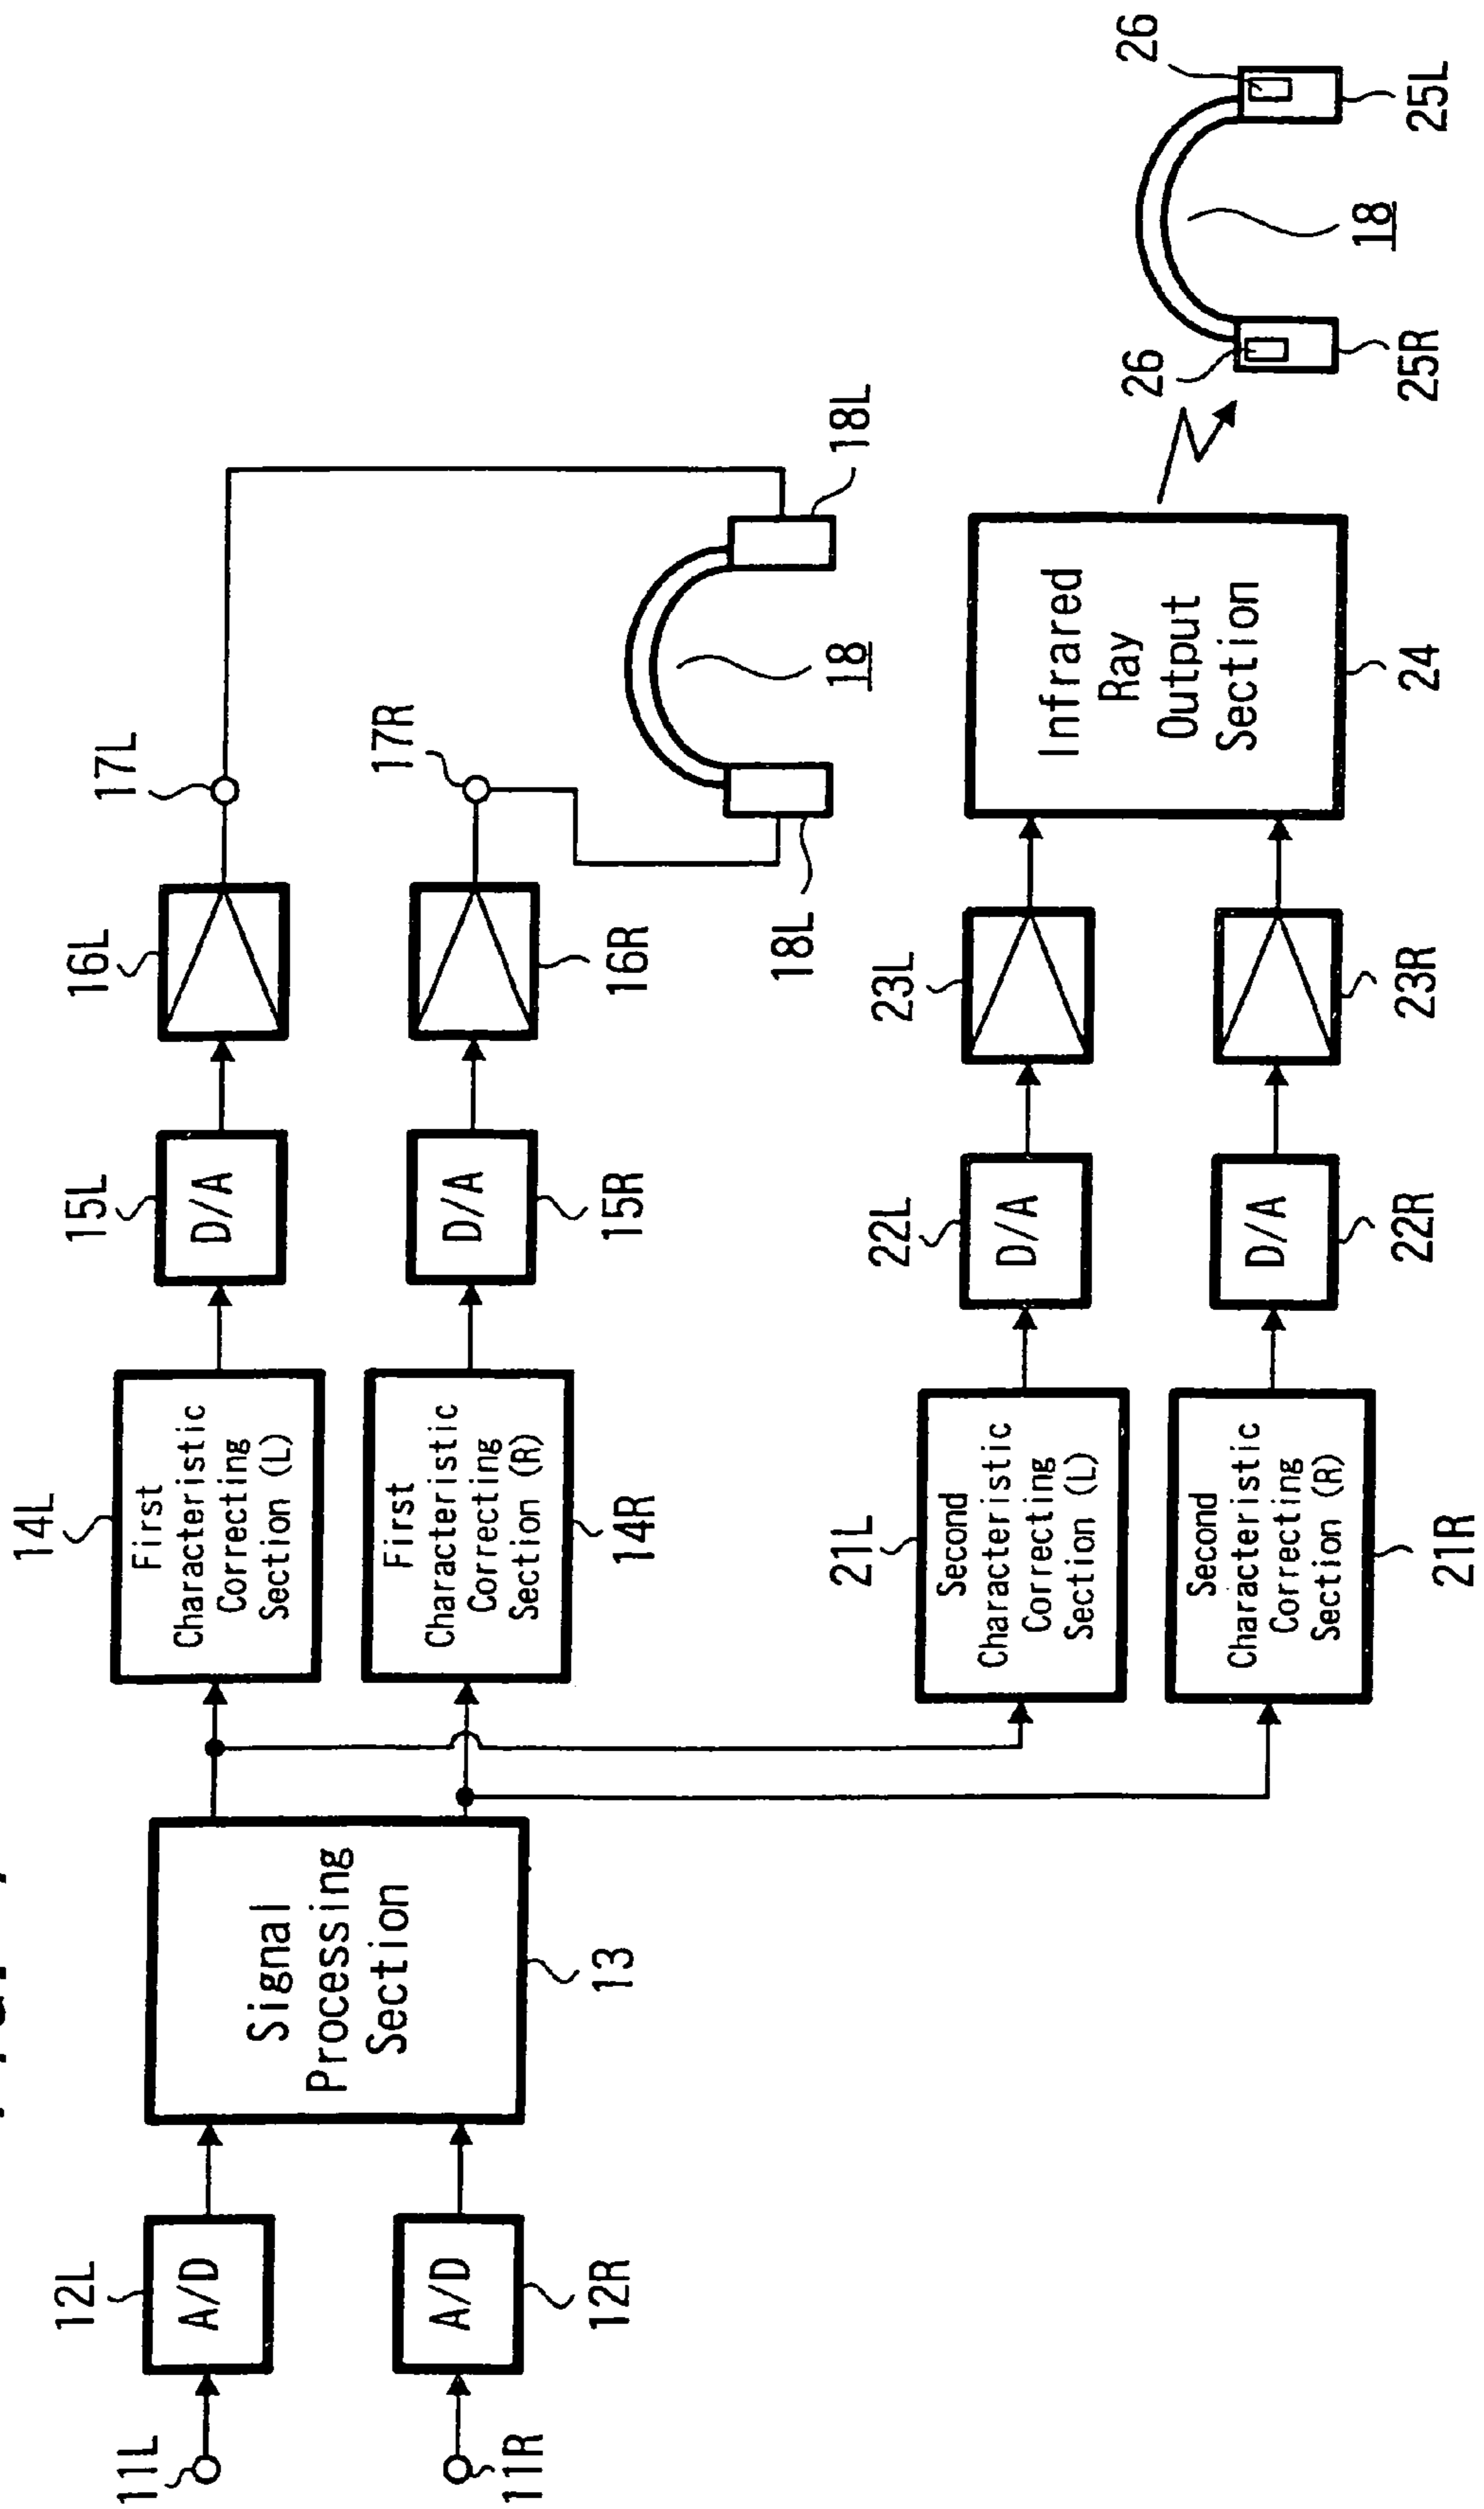 11L
12L
A/D
11R
A/D
12R
Signal
Processing
Section
13
14L
First
Characteristic
Correcting
Section (L)
First
Characteristic
Correcting
Section (R)
14R
15L
D/A
D/A
15R
16L
16R
17L
17R
18L
18
18L
21L
Second
Characteristic
Correcting
Section (L)
Second
Characteristic
Correcting
Section (R)
21R
22L
D/A
D/A
22R
23L
23R
Infrared
Ray
Output
Section
24
26
26
25R
18
25L